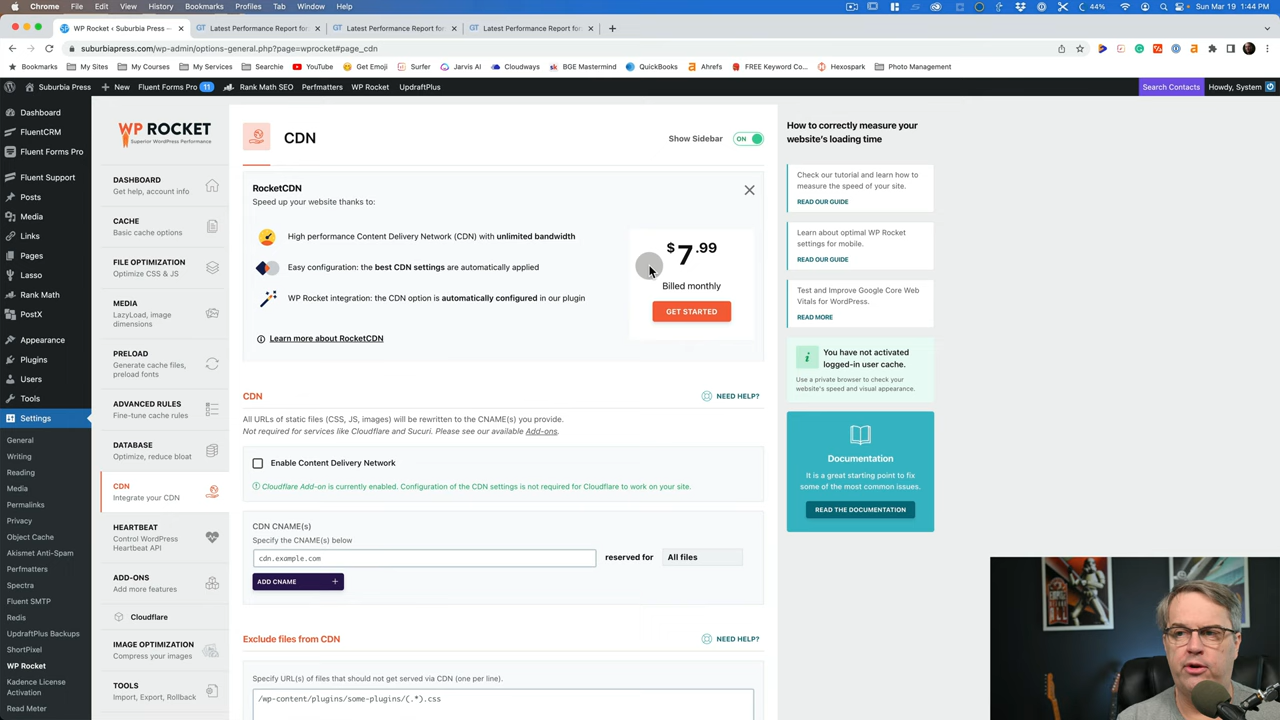 Chrome File Edit View History Bookmarks Profiles Tab Window Help
44% Sun Mar 19 1:44 PM
WP Rocket ‹ Suburbia Press —
Latest Performance Report for
Latest Performance Report for
Latest Performance Report for
suburbiapress.com/wp-admin/options-general.php?page=wprocket#page_cdn
Bookmarks My Sites My Courses My Services Searchie YouTube Get Emoji Surfer Jarvis AI Cloudways BGE Mastermind QuickBooks Ahrefs FREE Keyword Co... Hexospark Photo Management
Suburbia Press New Fluent Forms Pro 11 Rank Math SEO Perfmatters WP Rocket UpdraftPlus Search Contacts Howdy, System
Dashboard
FluentCRM
Fluent Forms Pro
Fluent Support
Posts
Media
Links
Pages
Lasso
Rank Math
PostX
Appearance
Plugins
Users
Tools
Settings
General
Writing
Reading
Media
Permalinks
Privacy
Object Cache
Akismet Anti-Spam
Perfmatters
Spectra
Fluent SMTP
Redis
UpdraftPlus Backups
ShortPixel
WP Rocket
Kadence License
Activation
Read Meter
WP ROCKET
Superior WordPress Performance
DASHBOARD
Get help, account info
CACHE
Basic cache options
FILE OPTIMIZATION
Optimize CSS & JS
MEDIA
LazyLoad, image
dimensions
PRELOAD
Generate cache files,
preload fonts
ADVANCED RULES
Fine-tune cache rules
DATABASE
Optimize, reduce bloat
CDN
Integrate your CDN
HEARTBEAT
Control WordPress
Heartbeat API
ADD-ONS
Add more features
Cloudflare
IMAGE OPTIMIZATION
Compress your images
TOOLS
Import, Export, Rollback
CDN
Show Sidebar ON
RocketCDN
Speed up your website thanks to:
High performance Content Delivery Network (CDN) with unlimited bandwidth
Easy configuration: the best CDN settings are automatically applied
WP Rocket integration: the CDN option is automatically configured in our plugin
Learn more about RocketCDN
$7.99
Billed monthly
GET STARTED
CDN
NEED HELP?
All URLs of static files (CSS, JS, images) will be rewritten to the CNAME(s) you provide.
Not required for services like Cloudflare and Sucuri. Please see our available Add-ons.
Enable Content Delivery Network
Cloudflare Add-on is currently enabled. Configuration of the CDN settings is not required for Cloudflare to work on your site.
CDN CNAME(s)
Specify the CNAME(s) below
cdn.example.com
reserved for All files
ADD CNAME +
Exclude files from CDN
NEED HELP?
Specify URL(s) of files that should not get served via CDN (one per line).
/wp-content/plugins/some-plugins/(.*).css
How to correctly measure your
website's loading time
Check our tutorial and learn how to
measure the speed of your site.
READ OUR GUIDE
Learn about optimal WP Rocket
settings for mobile.
READ OUR GUIDE
Test and Improve Google Core Web
Vitals for WordPress.
READ MORE
You have not activated
logged-in user cache.
Use a private browser to check your
website's speed and visual appearance.
Documentation
It is a great starting point to fix
some of the most common issues.
READ THE DOCUMENTATION